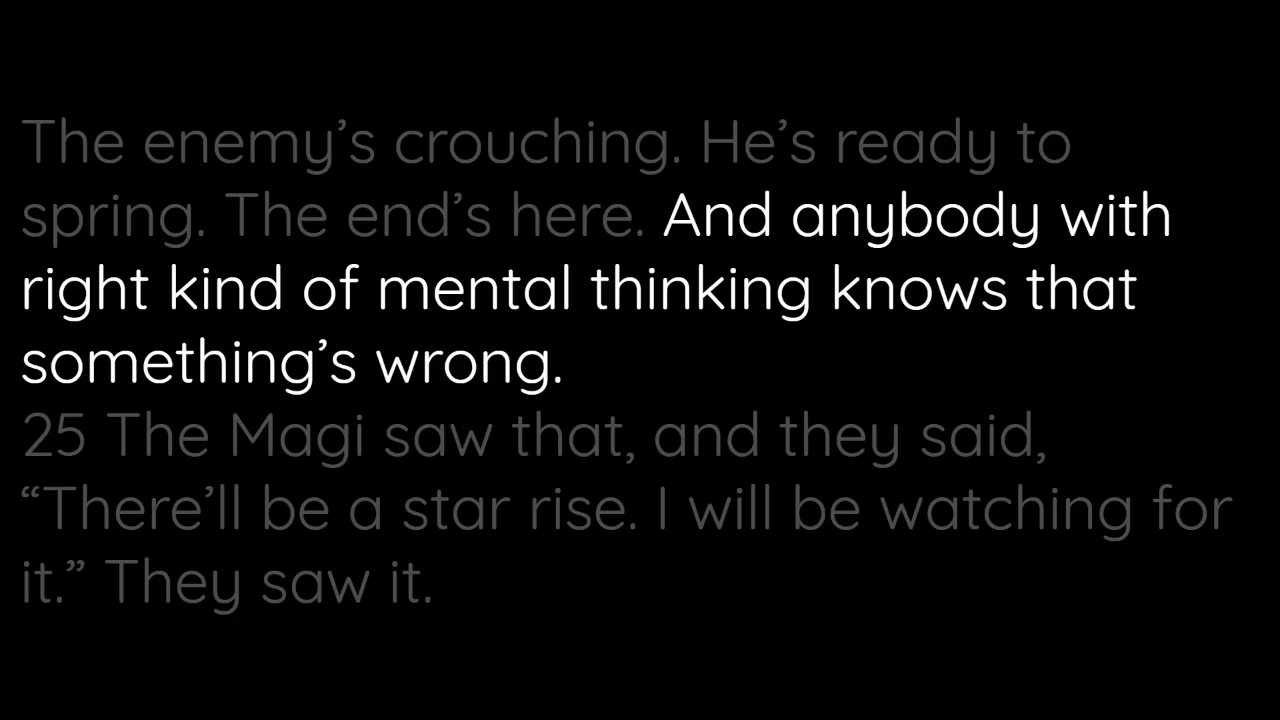 The enemy’s crouching. He’s ready to
spring. The end’s here. And anybody with
right kind of mental thinking knows that
something’s wrong.
25 The Magi saw that, and they said,
“There’ll be a star rise. I will be watching for
it.” They saw it.